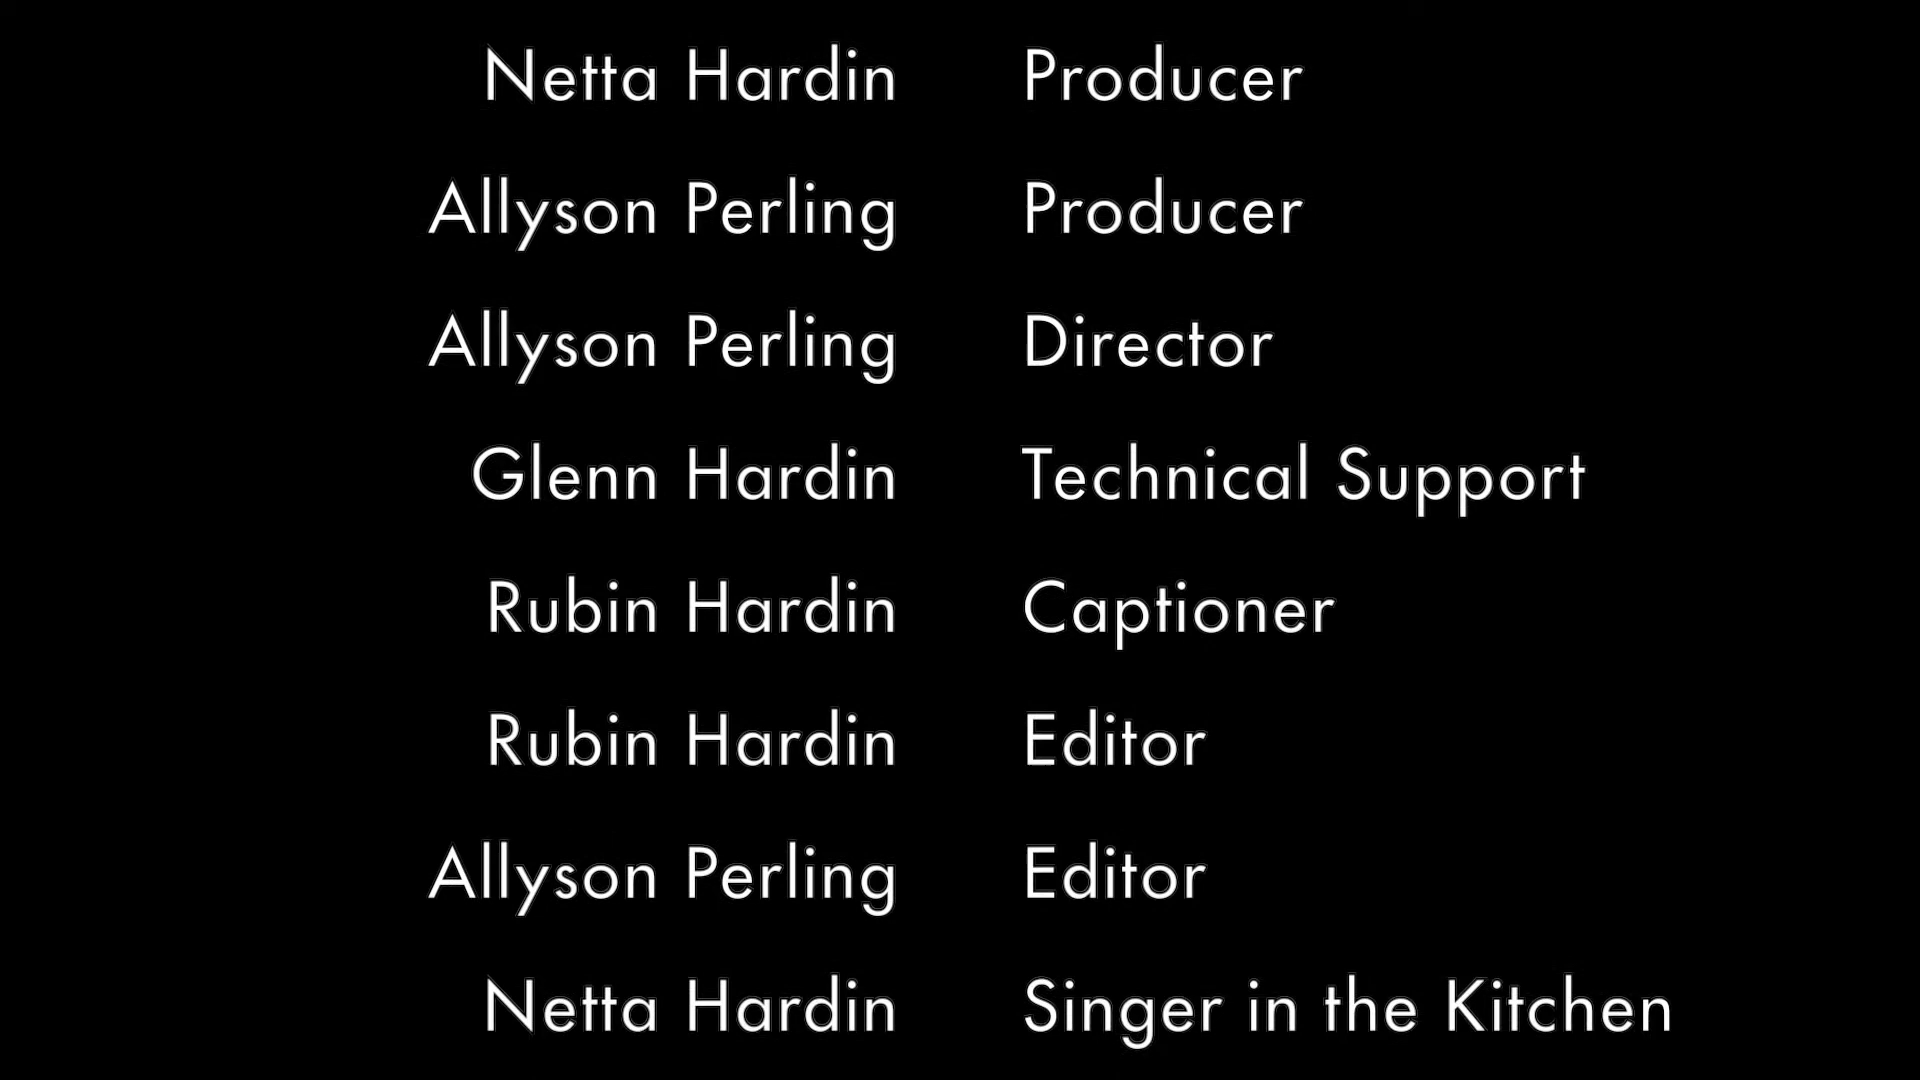 Netta Hardin Producer
Allyson Perling Producer
Allyson Perling Director
Glenn Hardin Technical Support
Rubin Hardin Captioner
Rubin Hardin Editor
Allyson Perling Editor
Netta Hardin Singer in the Kitchen